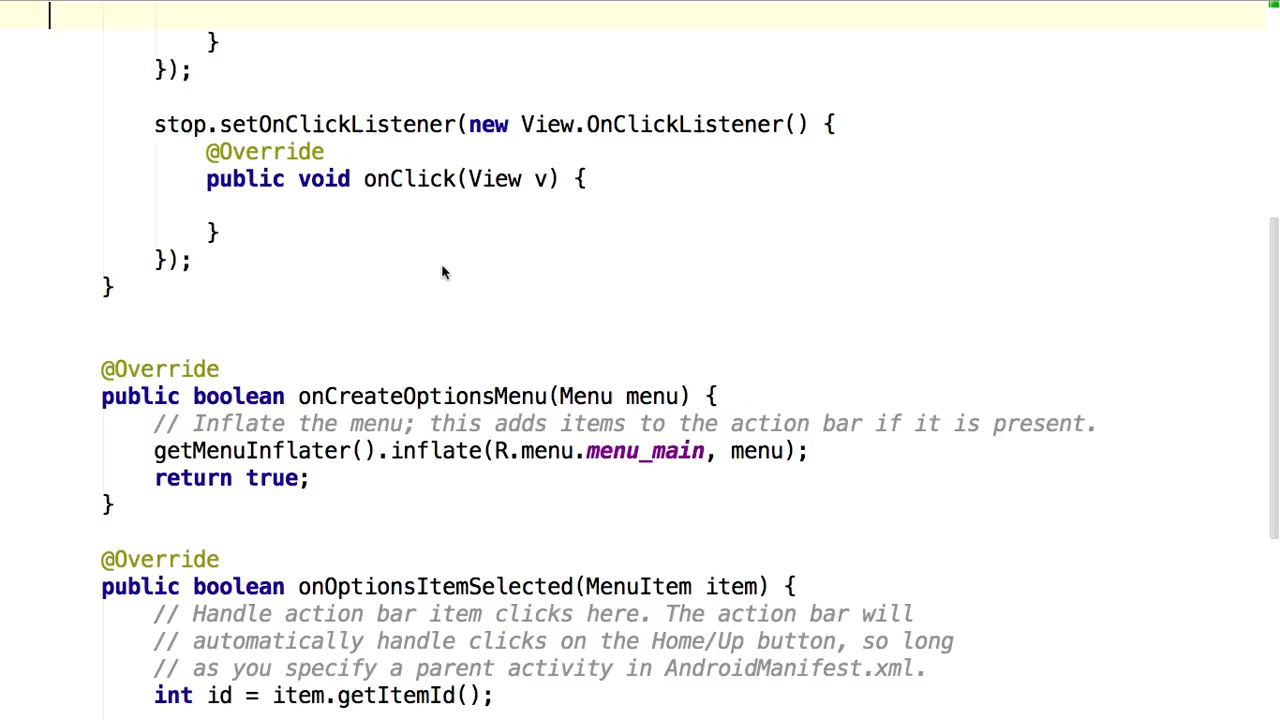 }
});
stop.setOnClickListener(new View.OnClickListener() {
@Override
public void onClick(View v) {
}
});
}
@Override
public boolean onCreateOptionsMenu(Menu menu) {
// Inflate the menu; this adds items to the action bar if it is present.
getMenuInflater().inflate(R.menu.menu_main, menu);
return true;
}
@Override
public boolean onOptionsItemSelected(MenuItem item) {
// Handle action bar item clicks here. The action bar will
// automatically handle clicks on the Home/Up button, so long
// as you specify a parent activity in AndroidManifest.xml.
int id = item.getItemId();